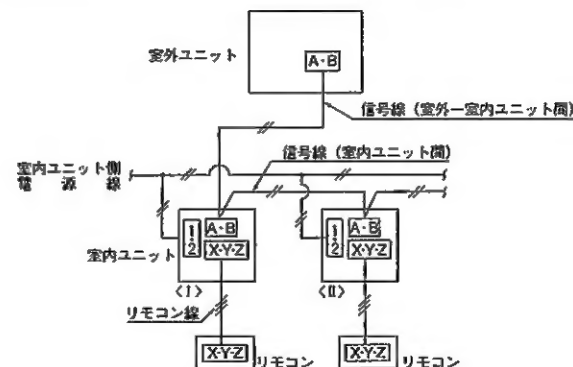 室外ユニット
A・B
信号線（室外ー室内ユニット間）
信号線（室内ユニット間）
室内ユニット側
電源線
1
2
A・B
X・Y・Z
1
2
A・B
X・Y・Z
室内ユニット
〈I〉
〈II〉
リモコン線
X・Y・Z
リモコン
X・Y・Z
リモコン